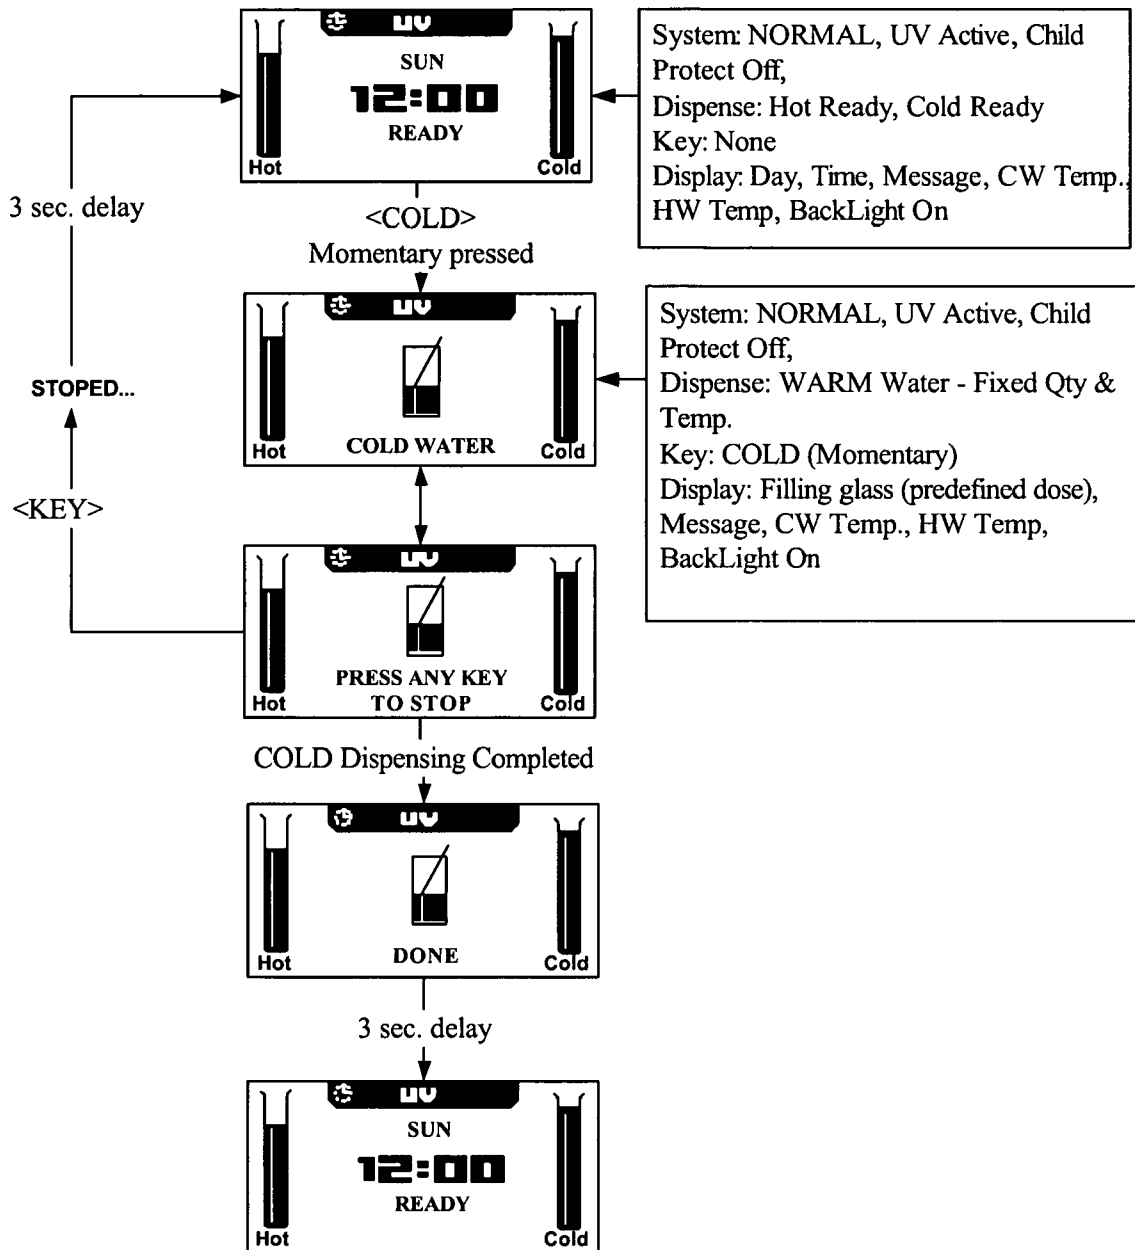 UV
SUN
12:00
READY
Hot
Cold
System: NORMAL, UV Active, Child
Protect Off,
Dispense: Hot Ready, Cold Ready
Key: None
Display: Day, Time, Message, CW Temp.,
HW Temp, BackLight On
3 sec. delay
<COLD>
Momentary pressed
UV
COLD WATER
Hot
Cold
System: NORMAL, UV Active, Child
Protect Off,
Dispense: WARM Water - Fixed Qty &
Temp.
Key: COLD (Momentary)
Display: Filling glass (predefined dose),
Message, CW Temp., HW Temp,
BackLight On
STOPED...
<KEY>
UV
PRESS ANY KEY
TO STOP
Hot
Cold
COLD Dispensing Completed
UV
DONE
Hot
Cold
3 sec. delay
UV
SUN
12:00
READY
Hot
Cold